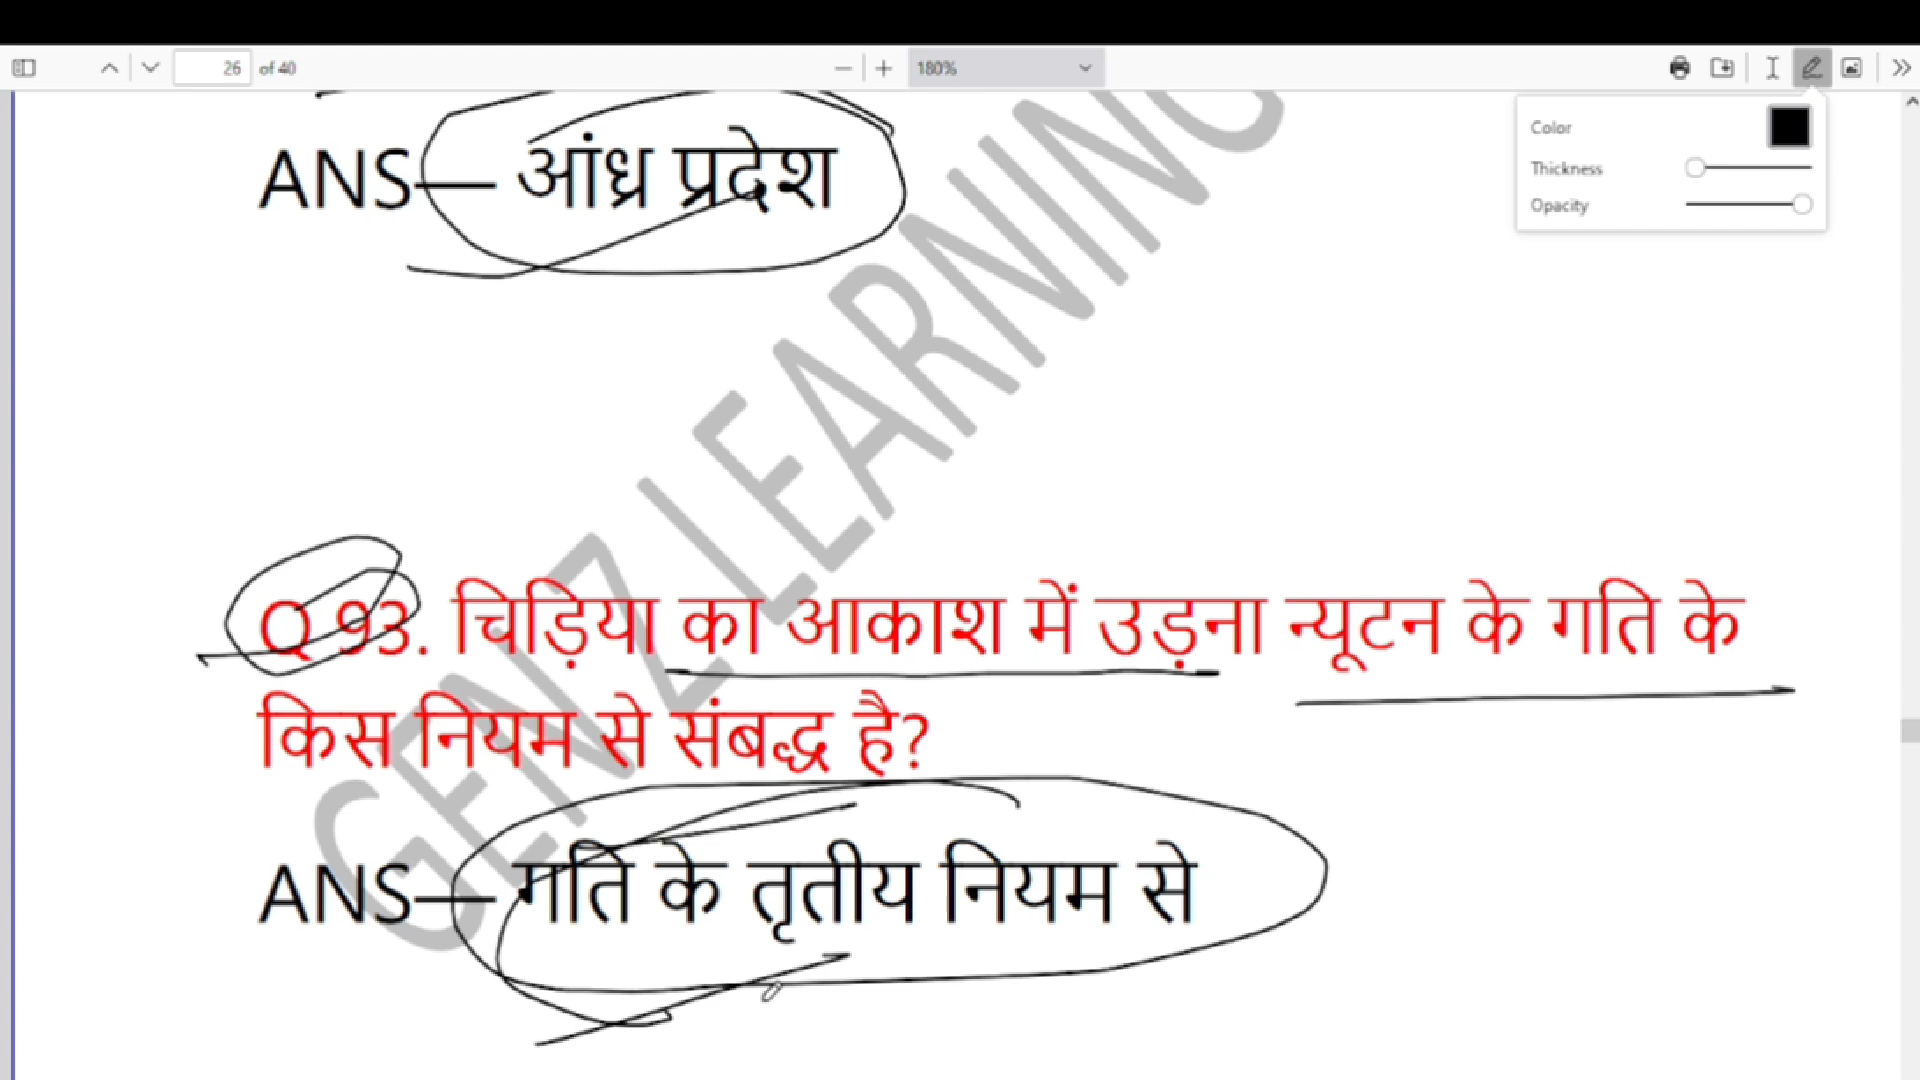 26 of 40
180%
Color
Thickness
Opacity
ANS— आंध्र प्रदेश
GEN Z LEARNING
Q 93. चिड़िया का आकाश में उड़ना न्यूटन के गति के
किस नियम से संबद्ध है?
ANS— गति के तृतीय नियम से